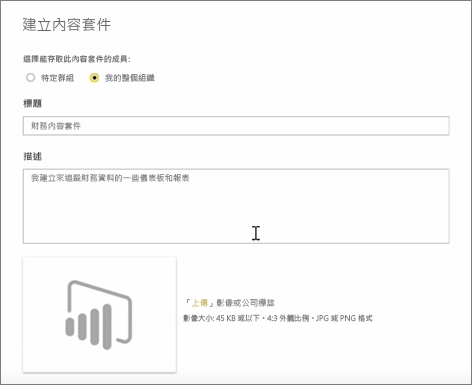 建立內容套件
選擇能存取此內容套件的成員:
特定群組 我的整個組織
標題
財務內容套件
描述
我建立來追蹤財務資料的一些儀表板和報表
「上傳」影像或公司標誌
影像大小: 45 KB 或以下，4:3 外觀比例，JPG 或 PNG 格式